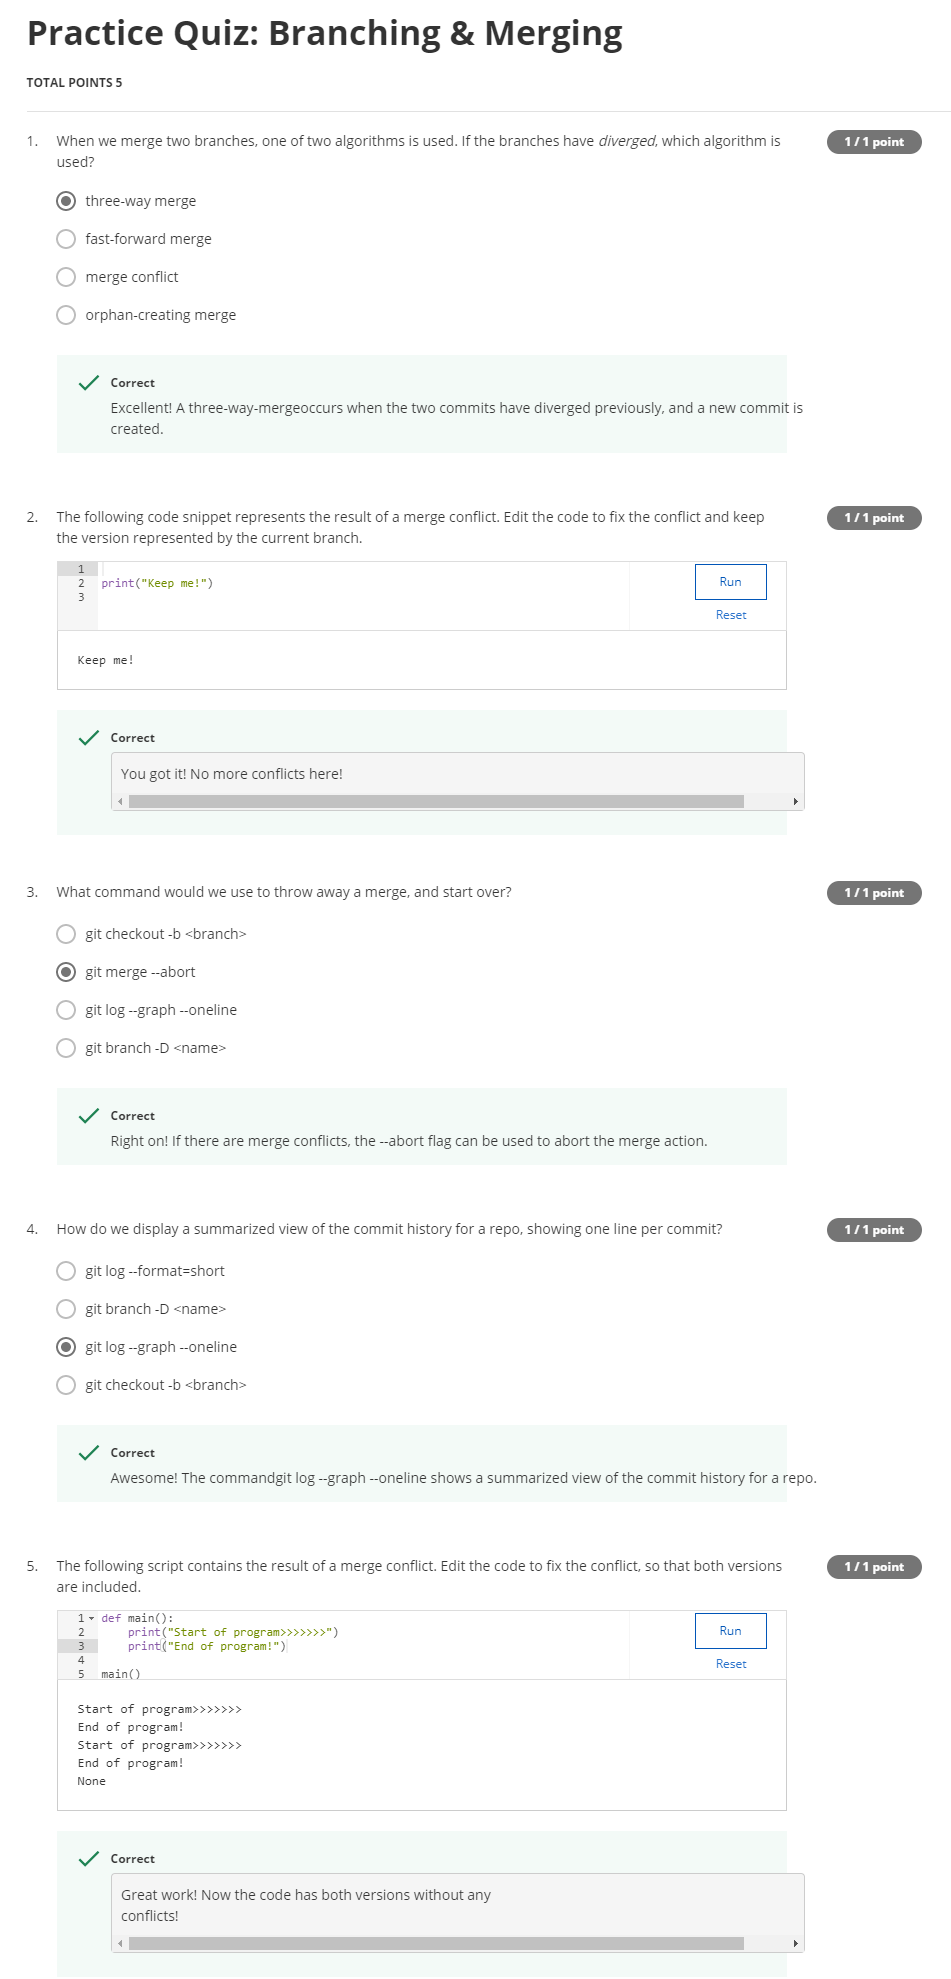 Practice Quiz: Branching & Merging
TOTAL POINTS 5
1. When we merge two branches, one of two algorithms is used. If the branches have diverged, which algorithm is
used?
1 / 1 point
three-way merge
fast-forward merge
merge conflict
orphan-creating merge
Correct
Excellent! A three-way-mergeoccurs when the two commits have diverged previously, and a new commit is
created.
2. The following code snippet represents the result of a merge conflict. Edit the code to fix the conflict and keep
the version represented by the current branch.
1 / 1 point
1
2 print("Keep me!")
3
Run
Reset
Keep me!
Correct
You got it! No more conflicts here!
3. What command would we use to throw away a merge, and start over?
1 / 1 point
git checkout -b <branch>
git merge --abort
git log --graph --oneline
git branch -D <name>
Correct
Right on! If there are merge conflicts, the --abort flag can be used to abort the merge action.
4. How do we display a summarized view of the commit history for a repo, showing one line per commit?
1 / 1 point
git log --format=short
git branch -D <name>
git log --graph --oneline
git checkout -b <branch>
Correct
Awesome! The commandgit log --graph --oneline shows a summarized view of the commit history for a repo.
5. The following script contains the result of a merge conflict. Edit the code to fix the conflict, so that both versions
are included.
1 / 1 point
1 def main():
2 print("Start of program>>>>>>>")
3 print("End of program!")
4
5 main()
Run
Reset
Start of program>>>>>>>
End of program!
Start of program>>>>>>>
End of program!
None
Correct
Great work! Now the code has both versions without any
conflicts!